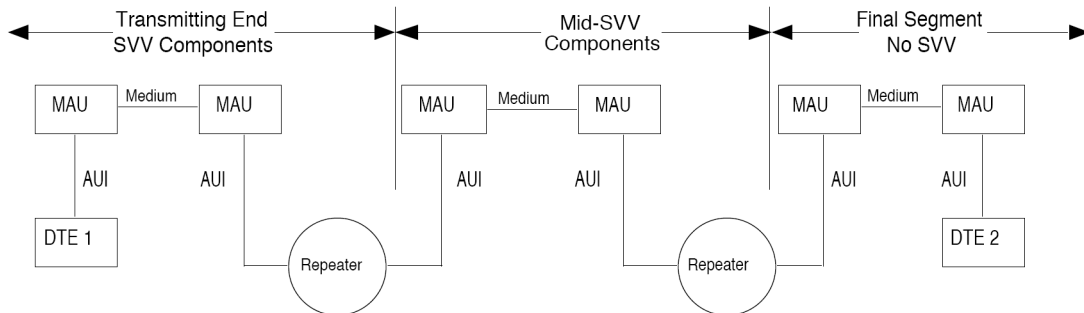 Transmitting End
SVV Components
Mid-SVV
Components
Final Segment
No SVV
MAU
Medium
MAU
MAU
Medium
MAU
MAU
Medium
MAU
AUI
AUI
AUI
AUI
AUI
AUI
DTE 1
Repeater
Repeater
DTE 2